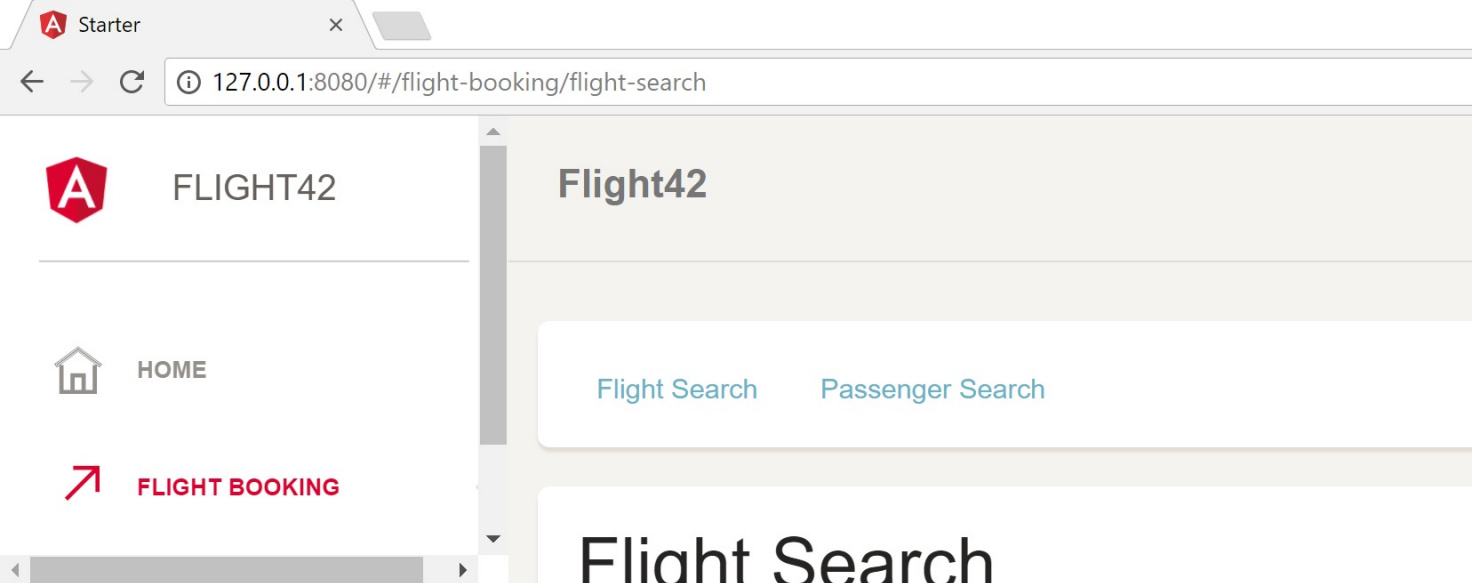 Starter
127.0.0.1:8080/#/flight-booking/flight-search
FLIGHT42
Flight42
HOME
Flight Search Passenger Search
FLIGHT BOOKING
Flight Search